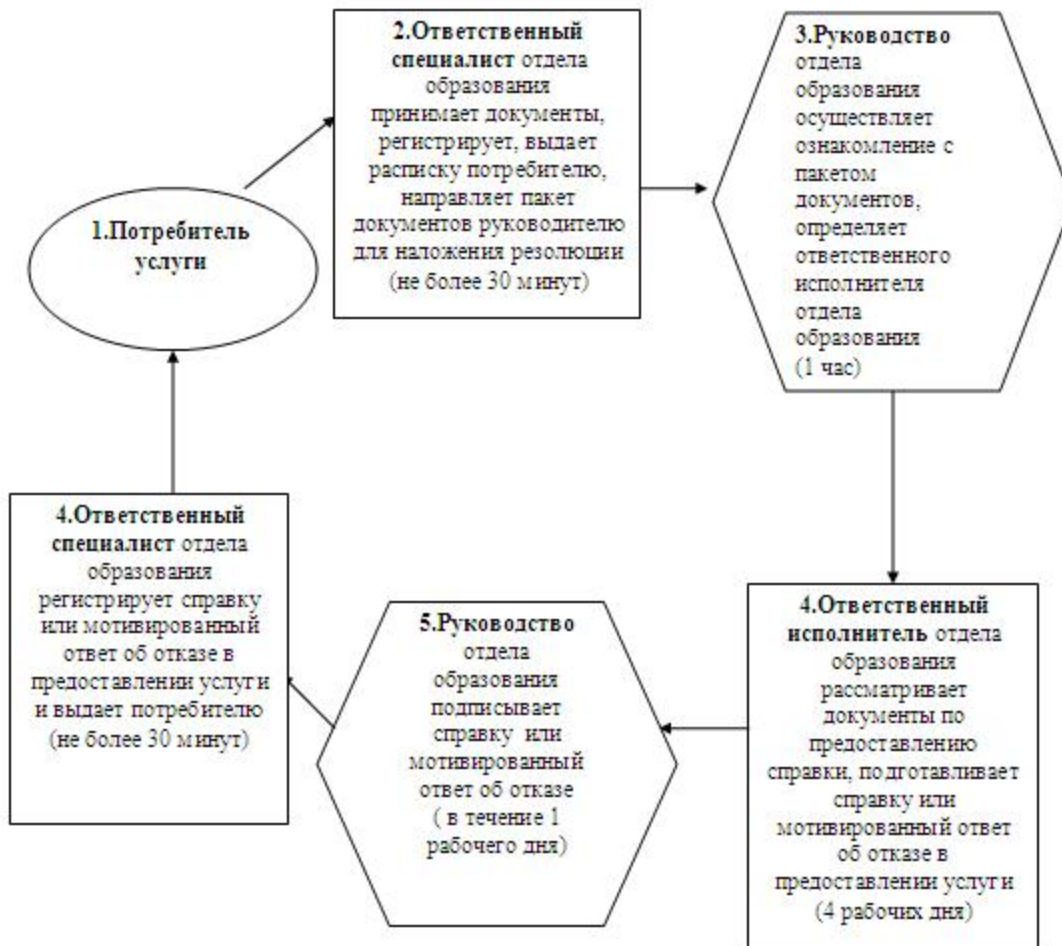 1.Потребитель
услуги
2.Ответственный
специалист отдела
образования
принимает документы,
регистрирует, выдает
расписку потребителю,
направляет пакет
документов руководителю
для наложения резолюции
(не более 30 минут)
3.Руководство
отдела
образования
осуществляет
ознакомление с
пакетом
документов,
определяет
ответственного
исполнителя
отдела
образования
(1 час)
4.Ответственный
исполнитель отдела
образования
рассматривает
документы по
предоставлению
справки, подготавливает
справку или
мотивированный ответ
об отказе в
предоставлении услуги
(4 рабочих дня)
5.Руководство
отдела
образования
подписывает
справку или
мотивированный
ответ об отказе
( в течение 1
рабочего дня)
4.Ответственный
специалист отдела
образования
регистрирует справку
или мотивированный
ответ об отказе в
предоставлении услуги
и выдает потребителю
(не более 30 минут)